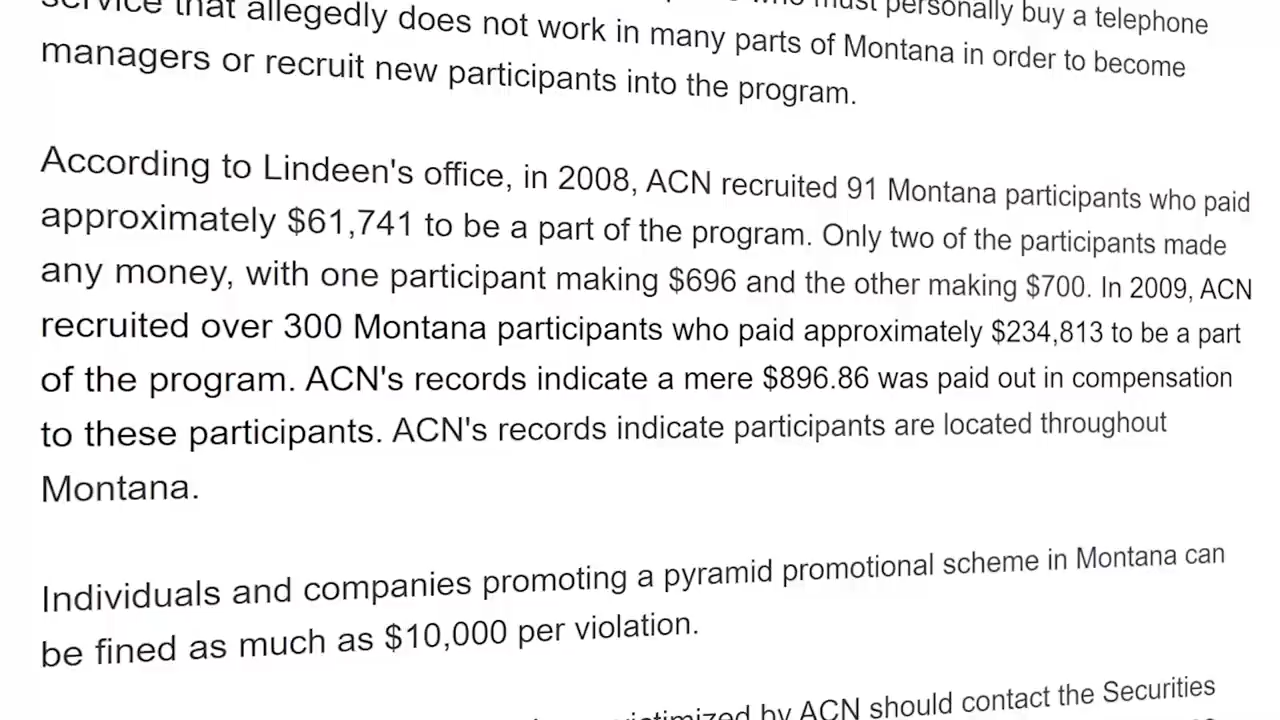 service that allegedly does not work in many parts of Montana in order to become
must personally buy a telephone
managers or recruit new participants into the program.
According to Lindeen's office, in 2008, ACN recruited 91 Montana participants who paid
approximately $61,741 to be a part of the program. Only two of the participants made
any money, with one participant making $696 and the other making $700. In 2009, ACN
recruited over 300 Montana participants who paid approximately $234,813 to be a part
of the program. ACN's records indicate a mere $896.86 was paid out in compensation
to these participants. ACN's records indicate participants are located throughout
Montana.
Individuals and companies promoting a pyramid promotional scheme in Montana can
be fined as much as $10,000 per violation.
victimized by ACN should contact the Securities